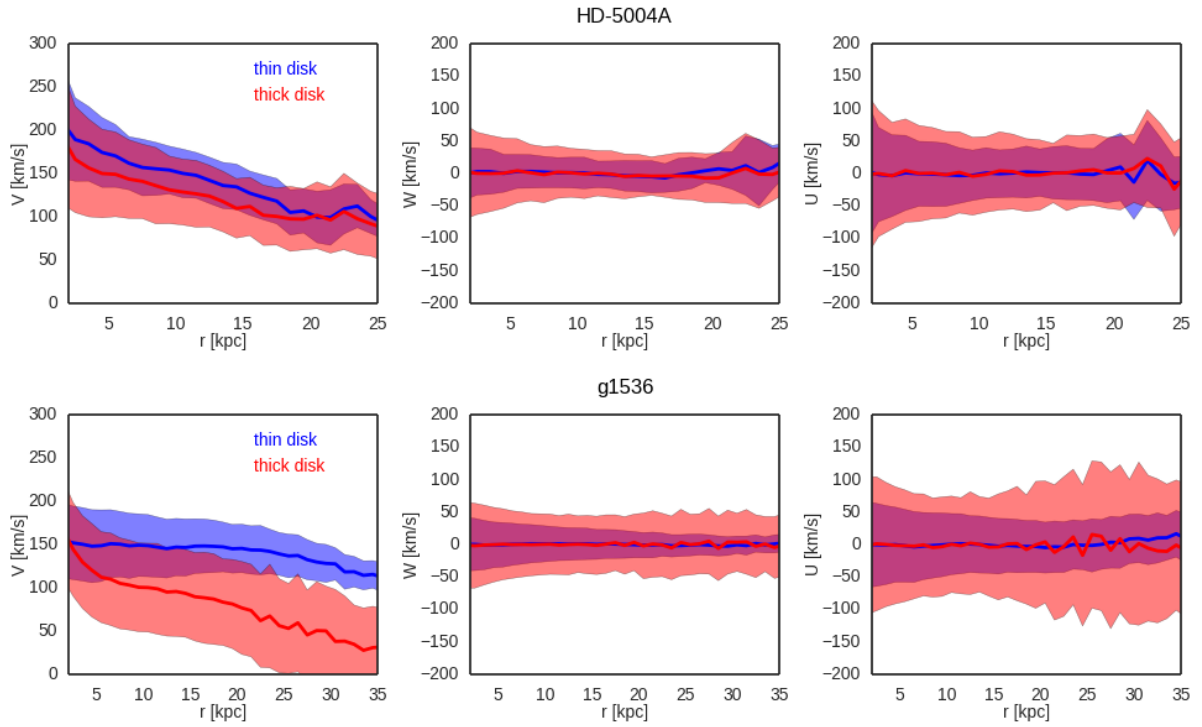 HD-5004A
300
250
200
150
100
50
0
V [km/s]
thin disk
thick disk
5 10 15 20 25
r [kpc]
200
150
100
50
0
−50
−100
−150
−200
W [km/s]
5 10 15 20 25
r [kpc]
200
150
100
50
0
−50
−100
−150
−200
U [km/s]
5 10 15 20 25
r [kpc]
g1536
300
250
200
150
100
50
0
V [km/s]
thin disk
thick disk
5 10 15 20 25 30 35
r [kpc]
200
150
100
50
0
−50
−100
−150
−200
W [km/s]
5 10 15 20 25 30 35
r [kpc]
200
150
100
50
0
−50
−100
−150
−200
U [km/s]
5 10 15 20 25 30 35
r [kpc]